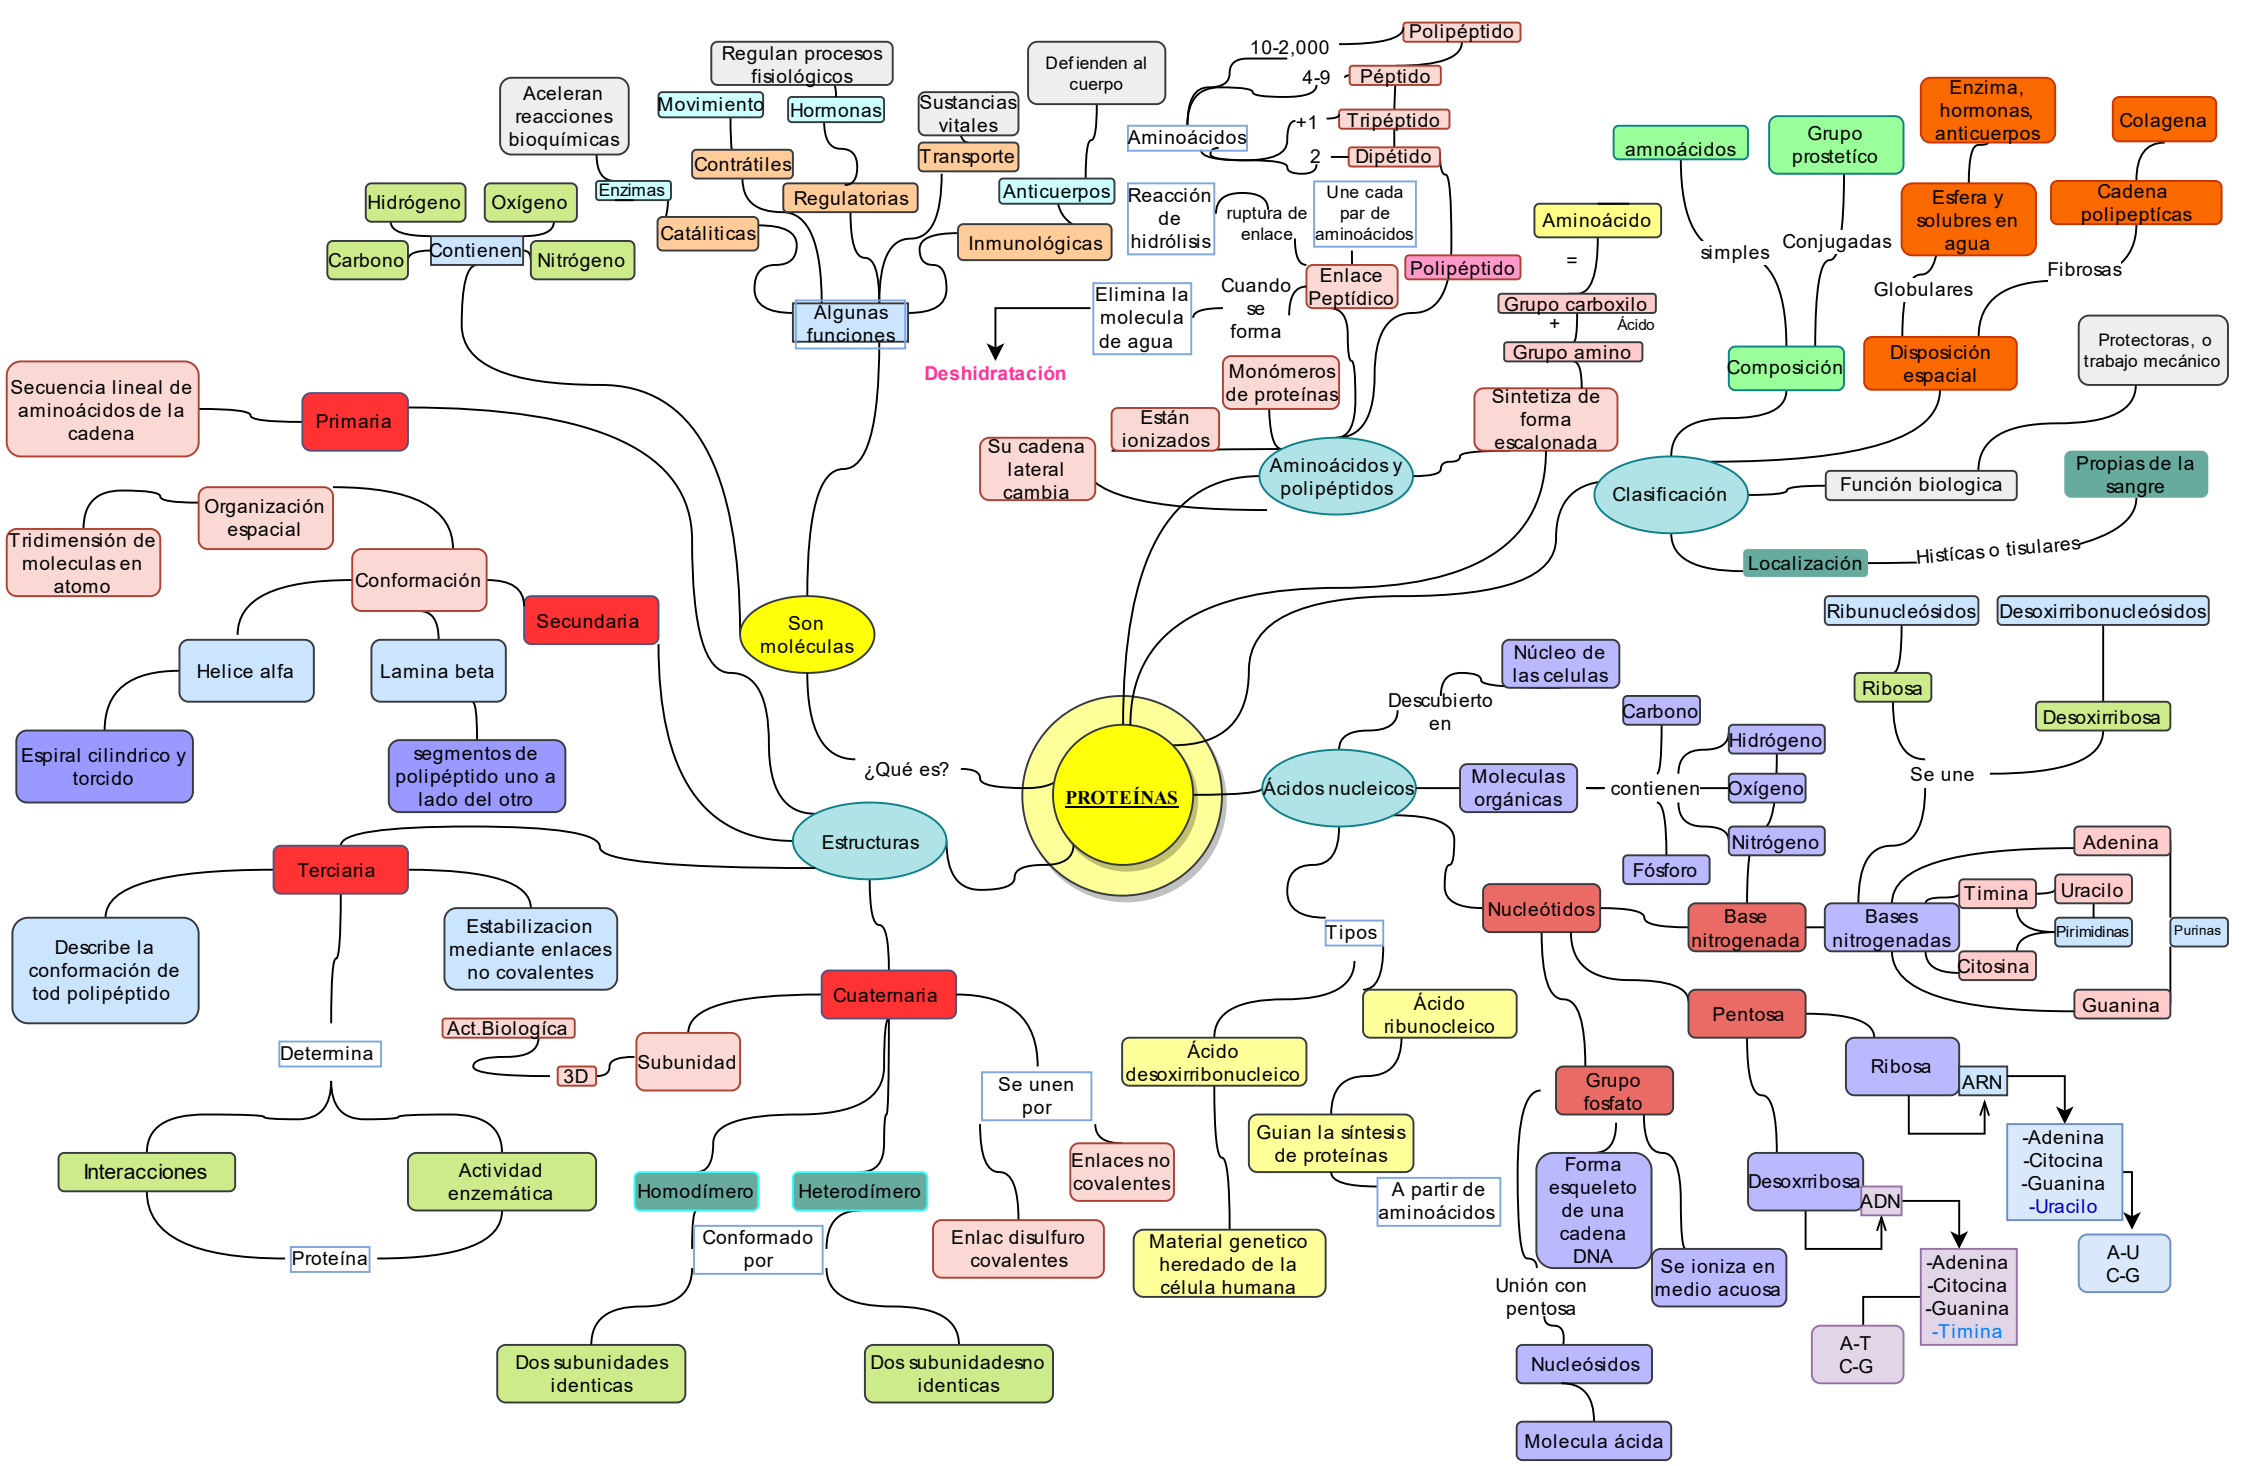 Regulan procesos
fisiológicos
Aceleran
reacciones
bioquímicas
Movimiento
Hormonas
Sustancias
vitales
Defienden al
cuerpo
Contrátiles
Transporte
Enzimas
Regulatorias
Anticuerpos
Catáliticas
Inmunológicas
Hidrógeno
Oxígeno
Carbono
Contienen
Nitrógeno
Algunas
funciones
Polipéptido
10-2,000
4-9
Péptido
+1
Tripéptido
Aminoácidos
2
Dipétido
Reacción
de
hidrólisis
ruptura de
enlace
Une cada
par de
aminoácidos
Enlace
Peptídico
Polipéptido
Cuando
se
forma
Elimina la
molecula
de agua
Deshidratación
Monómeros
de proteínas
Están
ionizados
Su cadena
lateral
cambia
Aminoácidos y
polipéptidos
Aminoácido
=
Grupo carboxilo
+
Ácido
Grupo amino
Sintetiza de
forma
escalonada
amnoácidos
Grupo
prostetíco
simples
Conjugadas
Composición
Enzima,
hormonas,
anticuerpos
Colagena
Esfera y
solubres en
agua
Cadena
polipeptícas
Globulares
Fibrosas
Disposición
espacial
Protectoras, o
trabajo mecánico
Clasificación
Función biologica
Propias de la
sangre
Localización
Histícas o tisulares
Secuencia lineal de
aminoácidos de la
cadena
Primaria
Organización
espacial
Tridimensión de
moleculas en
atomo
Conformación
Secundaria
Helice alfa
Lamina beta
Espiral cilindrico y
torcido
segmentos de
polipéptido uno a
lado del otro
Son
moléculas
¿Qué es?
PROTEÍNAS
Estructuras
Terciaria
Describe la
conformación de
tod polipéptido
Estabilizacion
mediante enlaces
no covalentes
Determina
Interacciones
Actividad
enzemática
Proteína
Cuaternaria
Act.Biologíca
3D
Subunidad
Se unen
por
Homodímero
Heterodímero
Enlaces no
covalentes
Conformado
por
Enlac disulfuro
covalentes
Dos subunidades
identicas
Dos subunidadesno
identicas
Ácidos nucleicos
Descubierto
en
Núcleo de
las celulas
Moleculas
orgánicas
contienen
Carbono
Hidrógeno
Oxígeno
Nitrógeno
Fósforo
Ribunucleósidos
Desoxirribonucleósidos
Ribosa
Desoxirribosa
Se une
Nucleótidos
Base
nitrogenada
Bases
nitrogenadas
Adenina
Timina
Uracilo
Pirimidinas
Purinas
Citosina
Guanina
Tipos
Ácido
ribunocleico
Ácido
desoxirribonucleico
Guian la síntesis
de proteínas
A partir de
aminoácidos
Material genetico
heredado de la
célula humana
Pentosa
Ribosa
ARN
-Adenina
-Citocina
-Guanina
-Uracilo
A-U
C-G
Desoxrribosa
ADN
-Adenina
-Citocina
-Guanina
-Timina
A-T
C-G
Grupo
fosfato
Forma
esqueleto
de una
cadena
DNA
Se ioniza en
medio acuosa
Unión con
pentosa
Nucleósidos
Molecula ácida